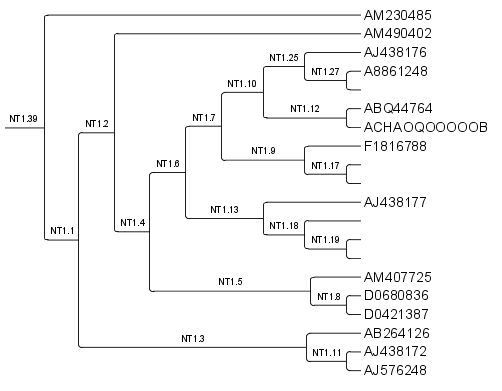 AM230485
AM490402
AJ438176
NT1.25
A8861248
NT1.27
NT1.10
ABQ44764
NT1.12
NT1.39
NT1.2
NT1.7
ACHAOQOOOOOB
F1816788
NT1.9
NT1.6
NT1.17
AJ438177
NT1.13
NT1.4
NT1.18
NT1.1
NT1.19
AM407725
NT1.5
D0680836
NT1.8
D0421387
AB264126
NT1.3
AJ438172
NT1.11
AJ576248